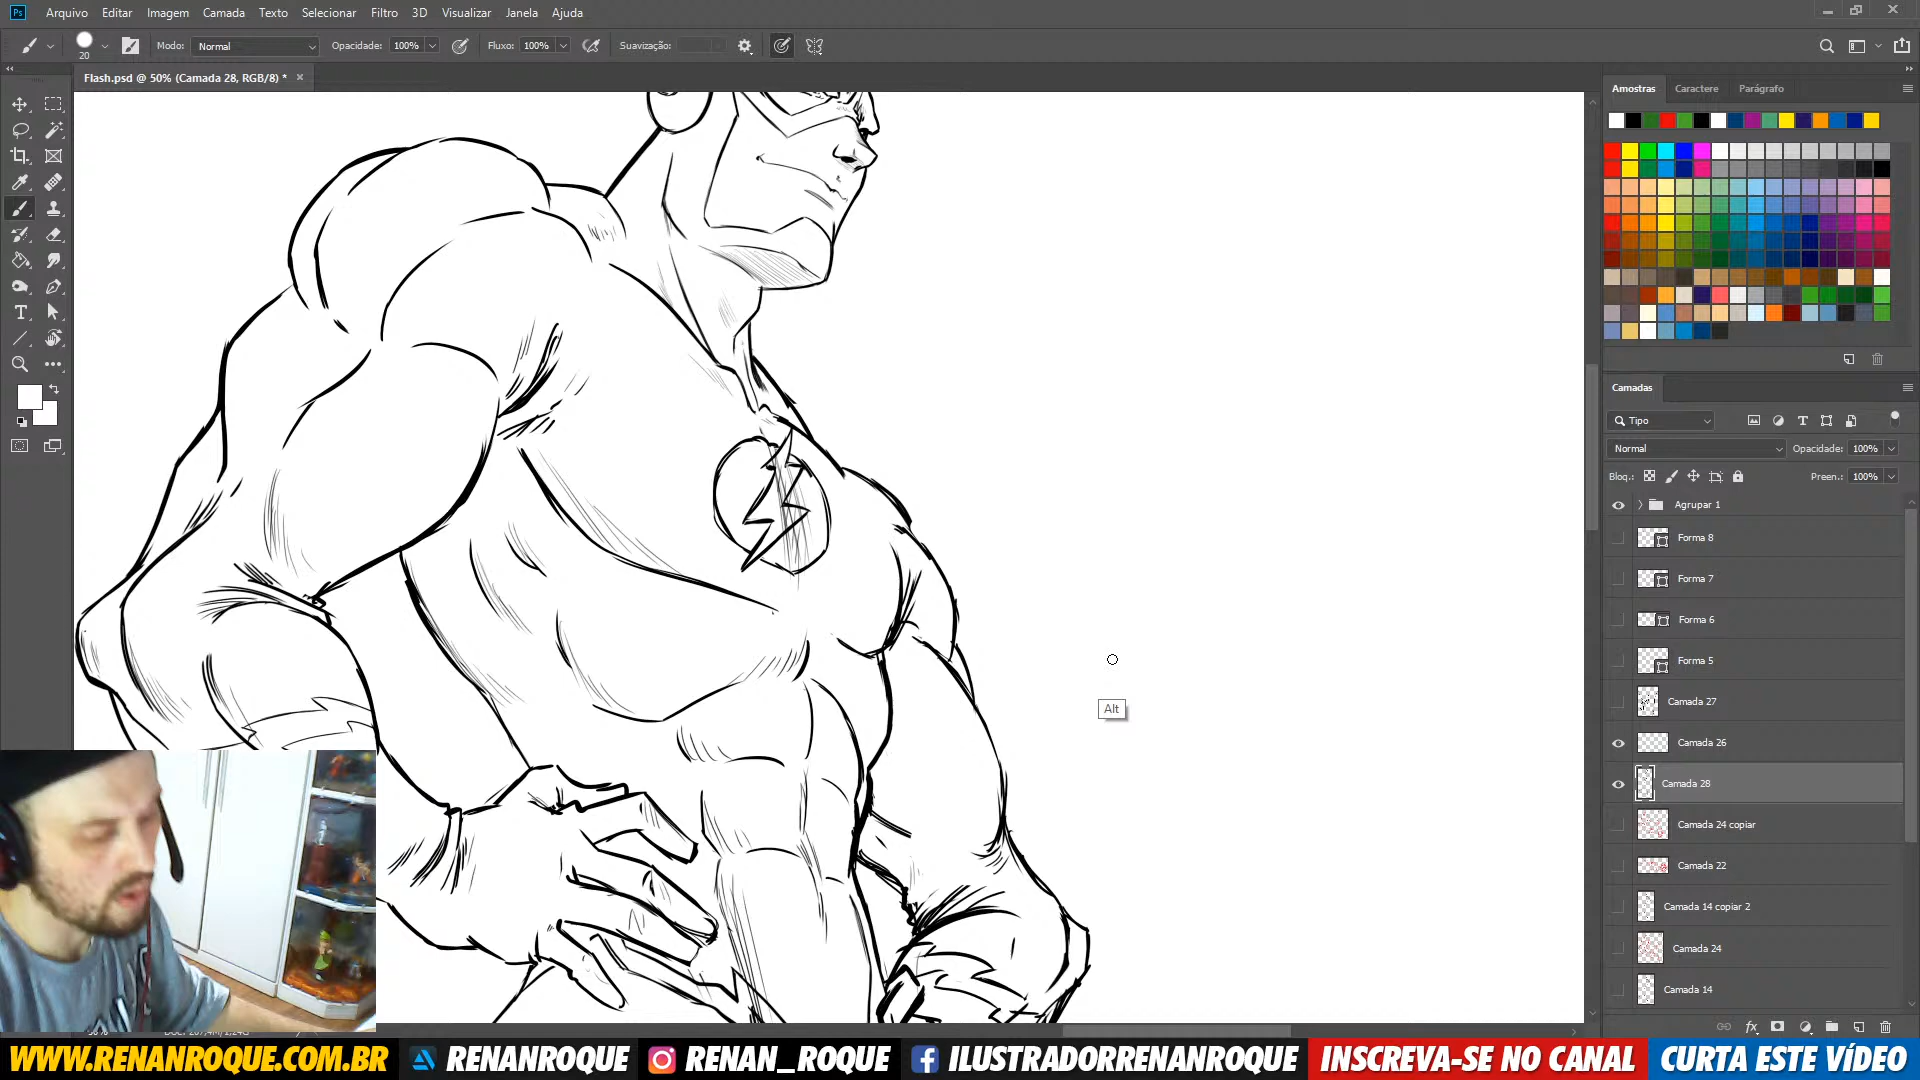 Ps Arquivo Editar Imagem Camada Texto Selecionar Filtro 3D Visualizar Janela Ajuda
20 Modo: Normal Opacidade: 100% Fluxo: 100% Suavização:
Flash.psd @ 50% (Camada 28, RGB/8) * ×
Amostras Caractere Parágrafo
Camadas
Tipo
Normal Opacidade: 100%
Bloq.: Preen.: 100%
Agrupar 1
Forma 8
Forma 7
Forma 6
Forma 5
Camada 27
Camada 26
Camada 28
Camada 24 copiar
Camada 22
Camada 14 copiar 2
Camada 24
Camada 14
Alt
WWW.RENANROQUE.COM.BR RENANROQUE RENAN_ROQUE ILUSTRADORRENANROQUE INSCREVA-SE NO CANAL CURTA ESTE VÍDEO